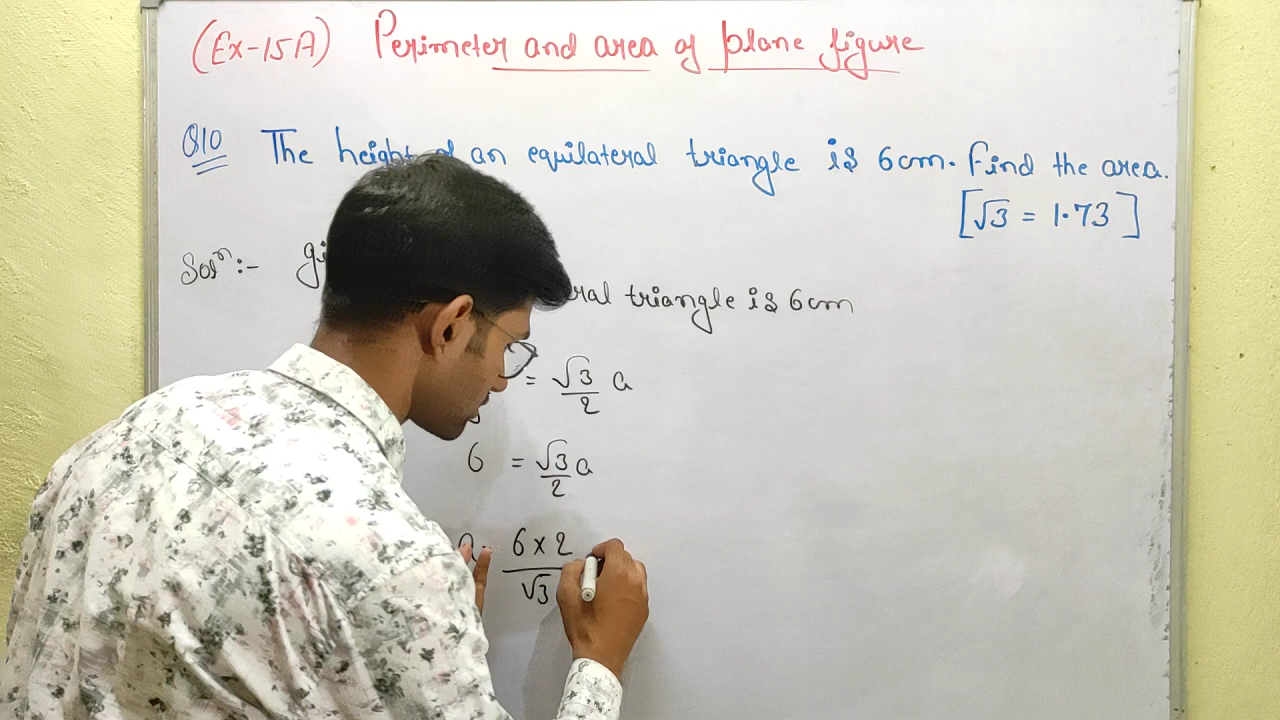 (Ex-15A) Perimeter and area of plane figure
Q10 The height of an equilateral triangle is 6cm. Find the area.
[√3 = 1.73]
Solⁿ:-
triangle is 6cm
= √3/2 a
6 = √3/2 a
a = 6×2/√3